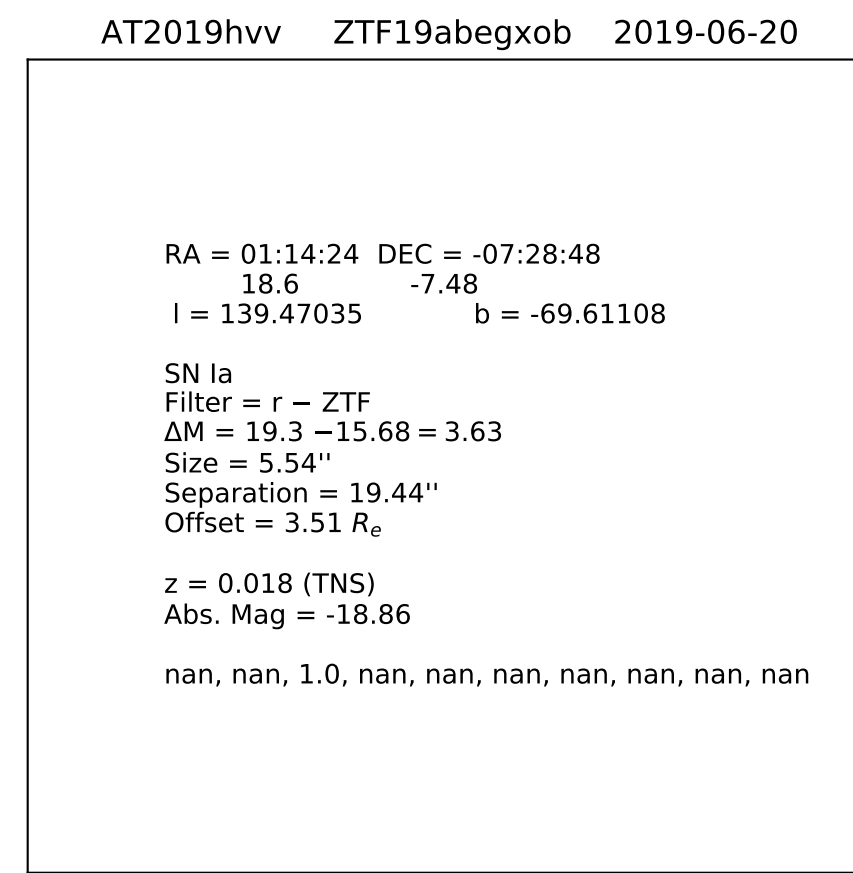 AT2019hvv ZTF19abegxob 2019-06-20
RA = 01:14:24 DEC = -07:28:48
18.6 -7.48
l = 139.47035 b = -69.61108
SN Ia
Filter = r − ZTF
ΔM = 19.3 −15.68 = 3.63
Size = 5.54''
Separation = 19.44''
Offset = 3.51 Re
z = 0.018 (TNS)
Abs. Mag = -18.86
nan, nan, 1.0, nan, nan, nan, nan, nan, nan, nan